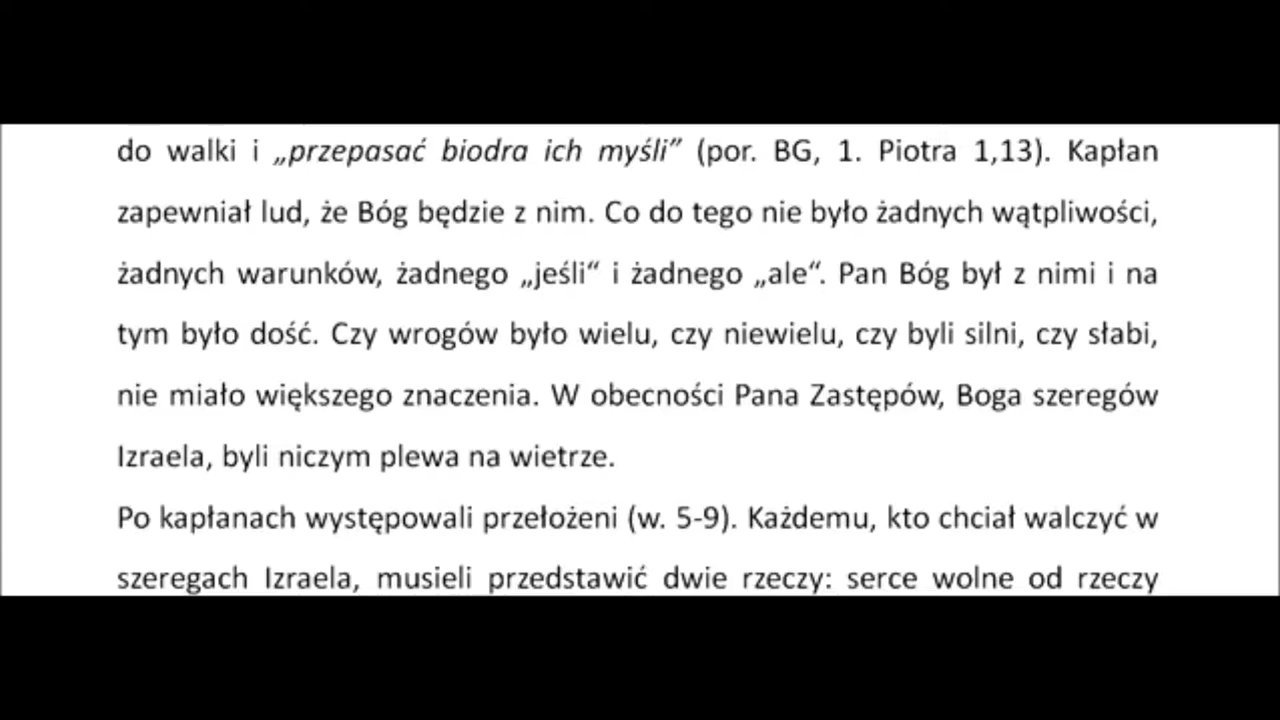 do walki i „przepasać biodra ich myśli” (por. BG, 1. Piotra 1,13). Kapłan
zapewniał lud, że Bóg będzie z nim. Co do tego nie było żadnych wątpliwości,
żadnych warunków, żadnego „jeśli“ i żadnego „ale“. Pan Bóg był z nimi i na
tym było dość. Czy wrogów było wielu, czy niewielu, czy byli silni, czy słabi,
nie miało większego znaczenia. W obecności Pana Zastępów, Boga szeregów
Izraela, byli niczym plewa na wietrze.
Po kapłanach występowali przełożeni (w. 5-9). Każdemu, kto chciał walczyć w
szeregach Izraela, musieli przedstawić dwie rzeczy: serce wolne od rzeczy